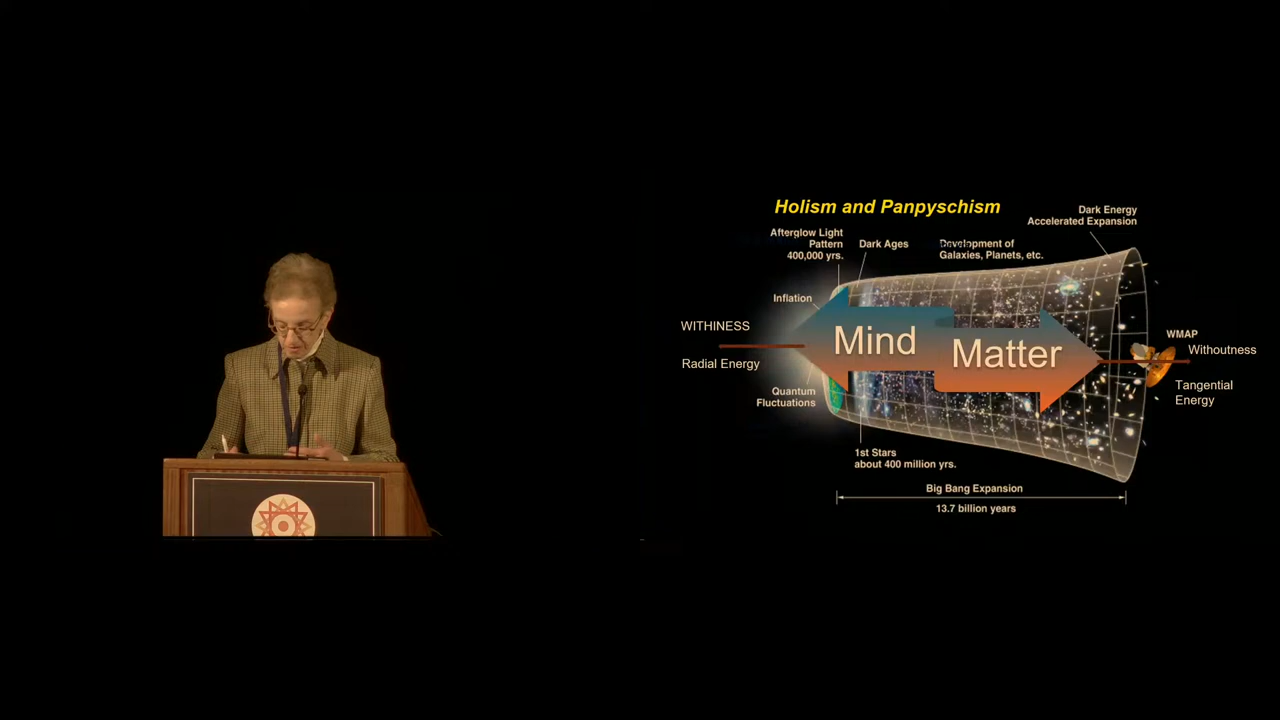 Holism and Panpyschism
Dark Energy
Accelerated Expansion
Afterglow Light
Pattern
400,000 yrs.
Dark Ages
Development of
Galaxies, Planets, etc.
Inflation
WITHINESS
Radial Energy
Mind
Matter
WMAP
Withoutness
Tangential
Energy
Quantum
Fluctuations
1st Stars
about 400 million yrs.
Big Bang Expansion
13.7 billion years